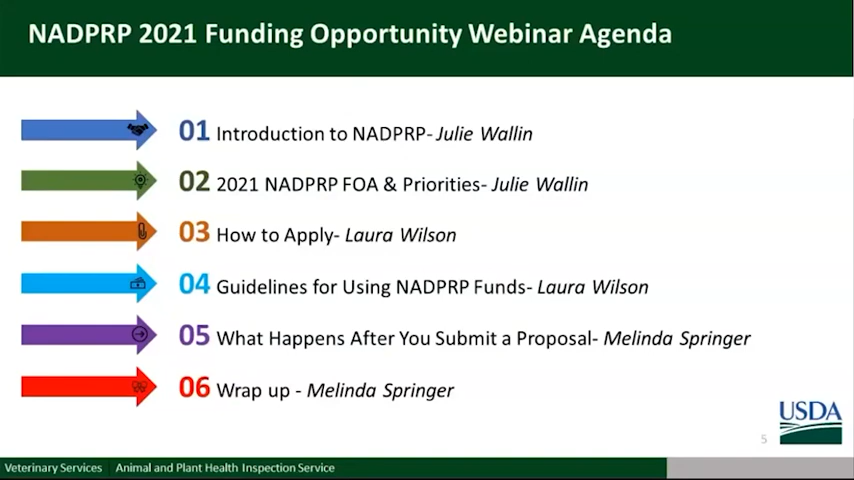 NADPRP 2021 Funding Opportunity Webinar Agenda
01 Introduction to NADPRP- Julie Wallin
02 2021 NADPRP FOA & Priorities- Julie Wallin
03 How to Apply- Laura Wilson
04 Guidelines for Using NADPRP Funds- Laura Wilson
05 What Happens After You Submit a Proposal- Melinda Springer
06 Wrap up - Melinda Springer
USDA
5
Veterinary Services Animal and Plant Health Inspection Service